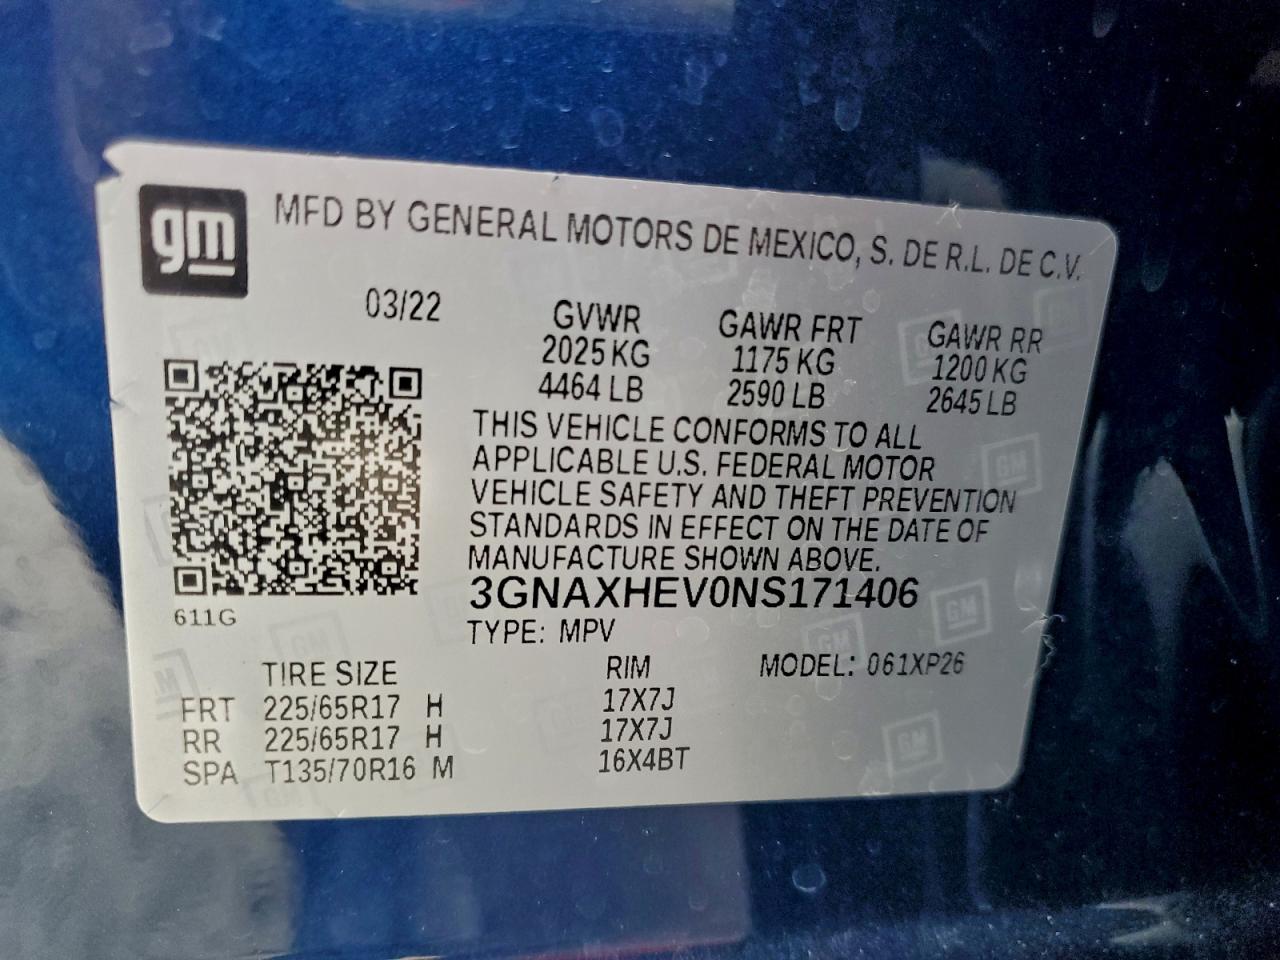 gm
MFD BY GENERAL MOTORS DE MEXICO, S. DE R.L. DE C.V.
03/22
GVWR GAWR FRT GAWR RR
2025 KG 1175 KG 1200 KG
4464 LB 2590 LB 2645 LB
THIS VEHICLE CONFORMS TO ALL
APPLICABLE U.S. FEDERAL MOTOR
VEHICLE SAFETY AND THEFT PREVENTION
STANDARDS IN EFFECT ON THE DATE OF
MANUFACTURE SHOWN ABOVE.
3GNAXHEV0NS171406
611G
TYPE: MPV
MODEL: 061XP26
TIRE SIZE RIM
FRT 225/65R17 H 17X7J
RR 225/65R17 H 17X7J
SPA T135/70R16 M 16X4BT